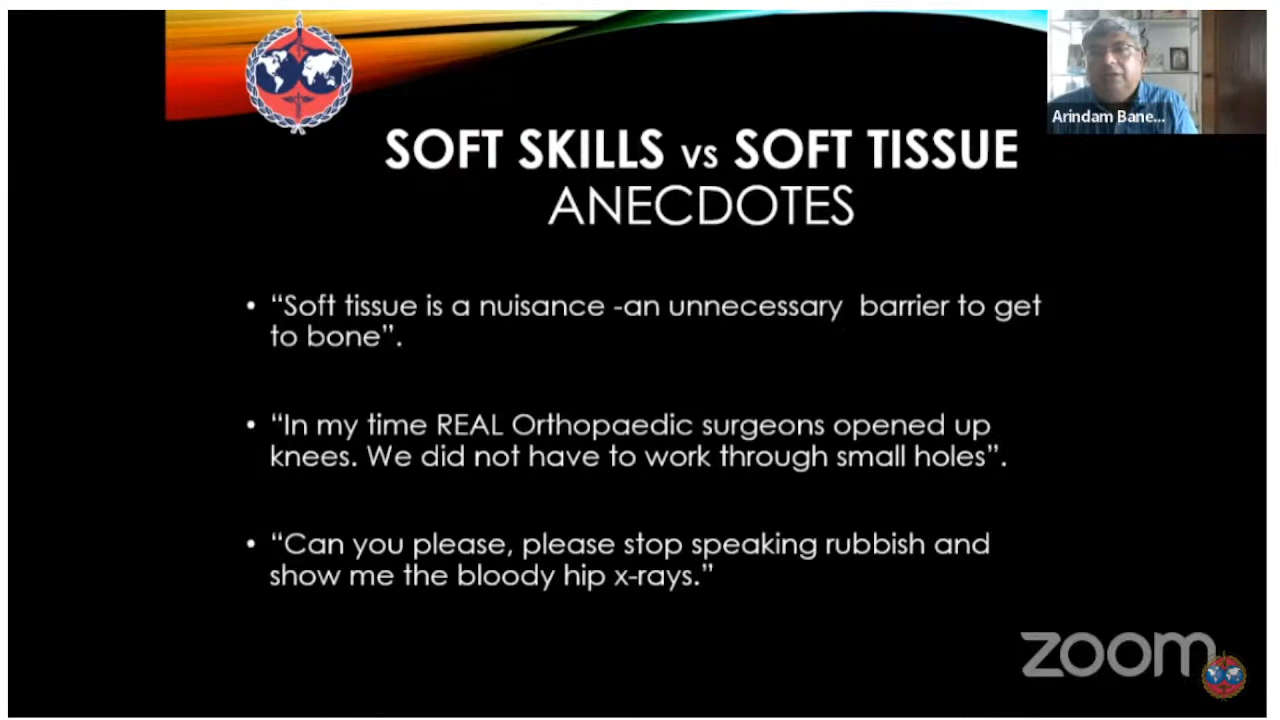 Arindam Bane...
SOFT SKILLS vs SOFT TISSUE
ANECDOTES
• “Soft tissue is a nuisance -an unnecessary  barrier to get
to bone”.
• “In my time REAL Orthopaedic surgeons opened up
knees. We did not have to work through small holes”.
• “Can you please, please stop speaking rubbish and
show me the bloody hip x-rays.”
zoom